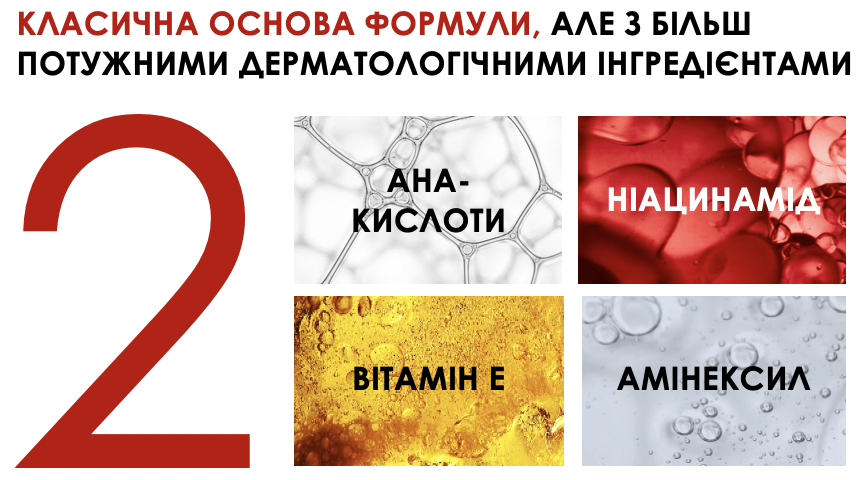 КЛАСИЧНА ОСНОВА ФОРМУЛИ, АЛЕ З БІЛЬШ
ПОТУЖНИМИ ДЕРМАТОЛОГІЧНИМИ ІНГРЕДІЄНТАМИ
2
АНА-
КИСЛОТИ
НІАЦИНАМІД
ВІТАМІН Е
АМІНЕКСИЛ